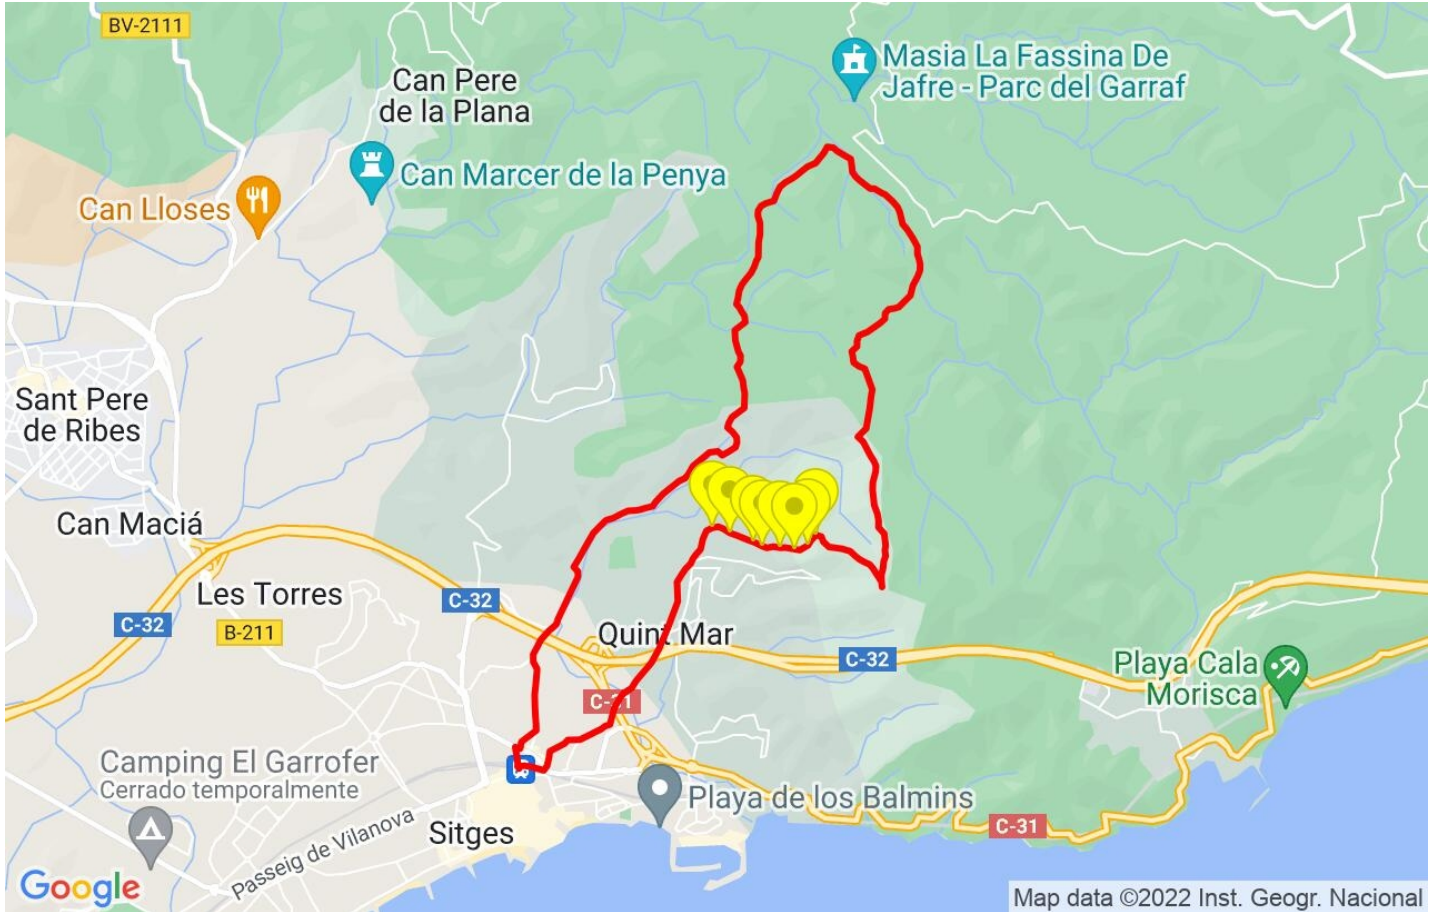 BV-2111
Masia La Fassina De
Jafre - Parc del Garraf
Can Pere
de la Plana
Can Marcer de la Penya
Can Lloses
Sant Pere
de Ribes
Can Maciá
Les Torres
C-32
C-32
B-211
Quint Mar
C-32
Playa Cala
Morisca
C-31
Camping El Garrofer
Cerrado temporalmente
Playa de los Balmins
Sitges
C-31
Passeig de Vilanova
Google
Map data ©2022 Inst. Geogr. Nacional